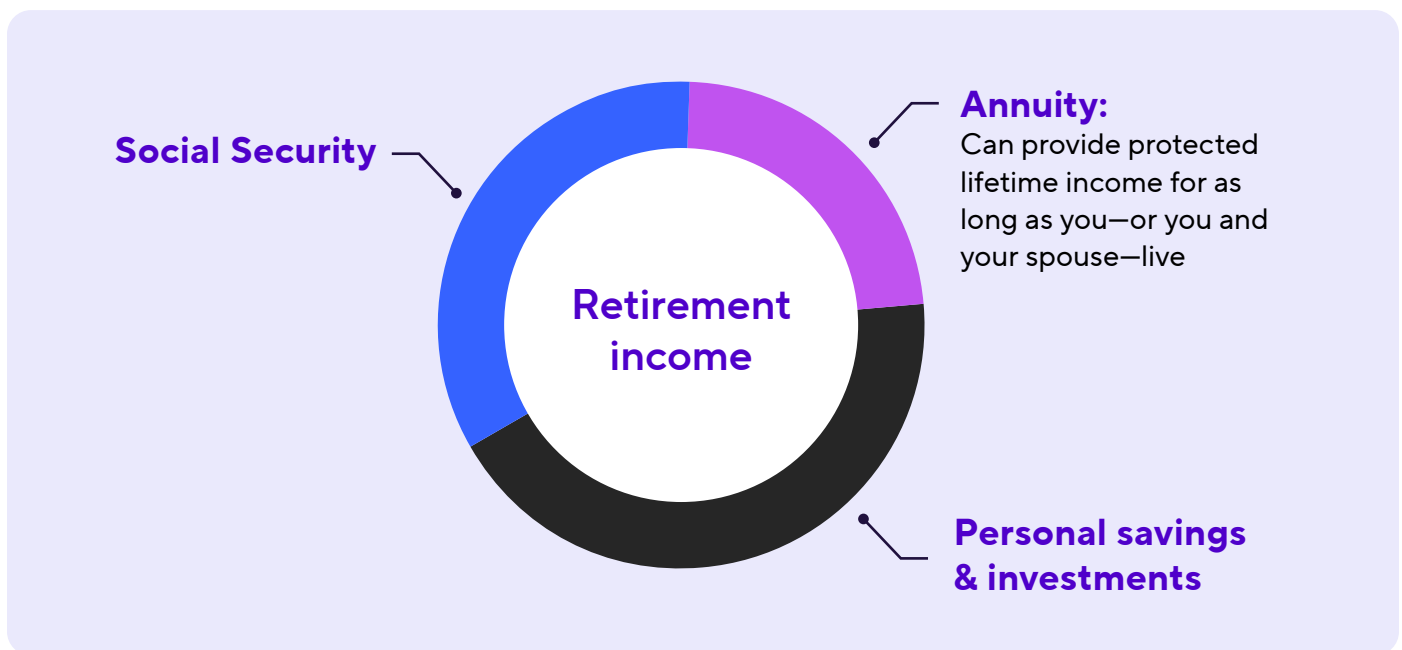 Social Security
Annuity:
Can provide protected
lifetime income for as
long as you—or you and
your spouse—live
Retirement
income
Personal savings
& investments